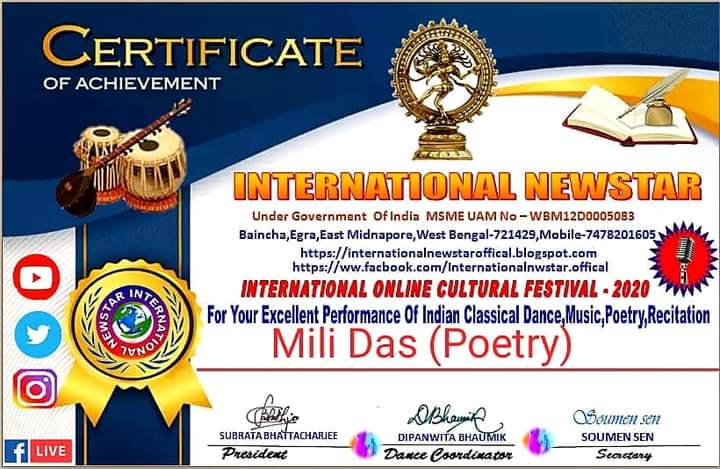 CERTIFICATE
OF ACHIEVEMENT
INTERNATIONAL NEWSTAR
Under Government Of India MSME UAM No – WBM12D0005083
Baincha,Egra,East Midnapore,West Bengal-721429,Mobile-7478201605
https://internationalnewstaroffical.blogspot.com
https://ww.facbook.com/Internationalnwstar.offical
INTERNATIONAL ONLINE CULTURAL FESTIVAL - 2020
For Your Excellent Performance Of Indian Classical Dance,Music,Poetry,Recitation
Mili Das (Poetry)
INTERNATIONAL NEWSTAR
f LIVE
SUBRATA BHATTACHARJEE
President
DBhaumik
DIPANWITA BHAUMIK
Dance Coordinator
Soumen sen
SOUMEN SEN
Secretary